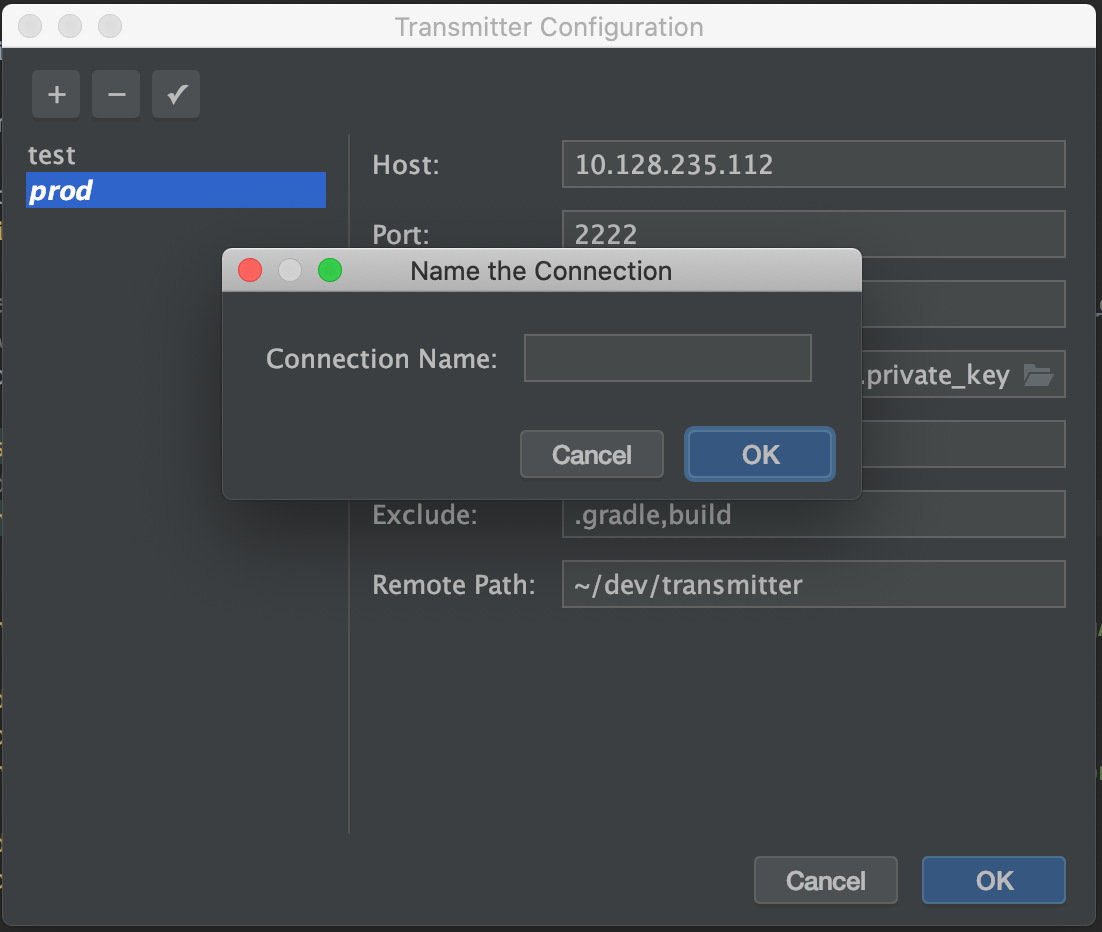 Transmitter Configuration
test
prod
Host: 10.128.235.112
Port: 2222
Name the Connection
Connection Name:
.private_key
Cancel OK
Exclude: .gradle,build
Remote Path: ~/dev/transmitter
Cancel OK